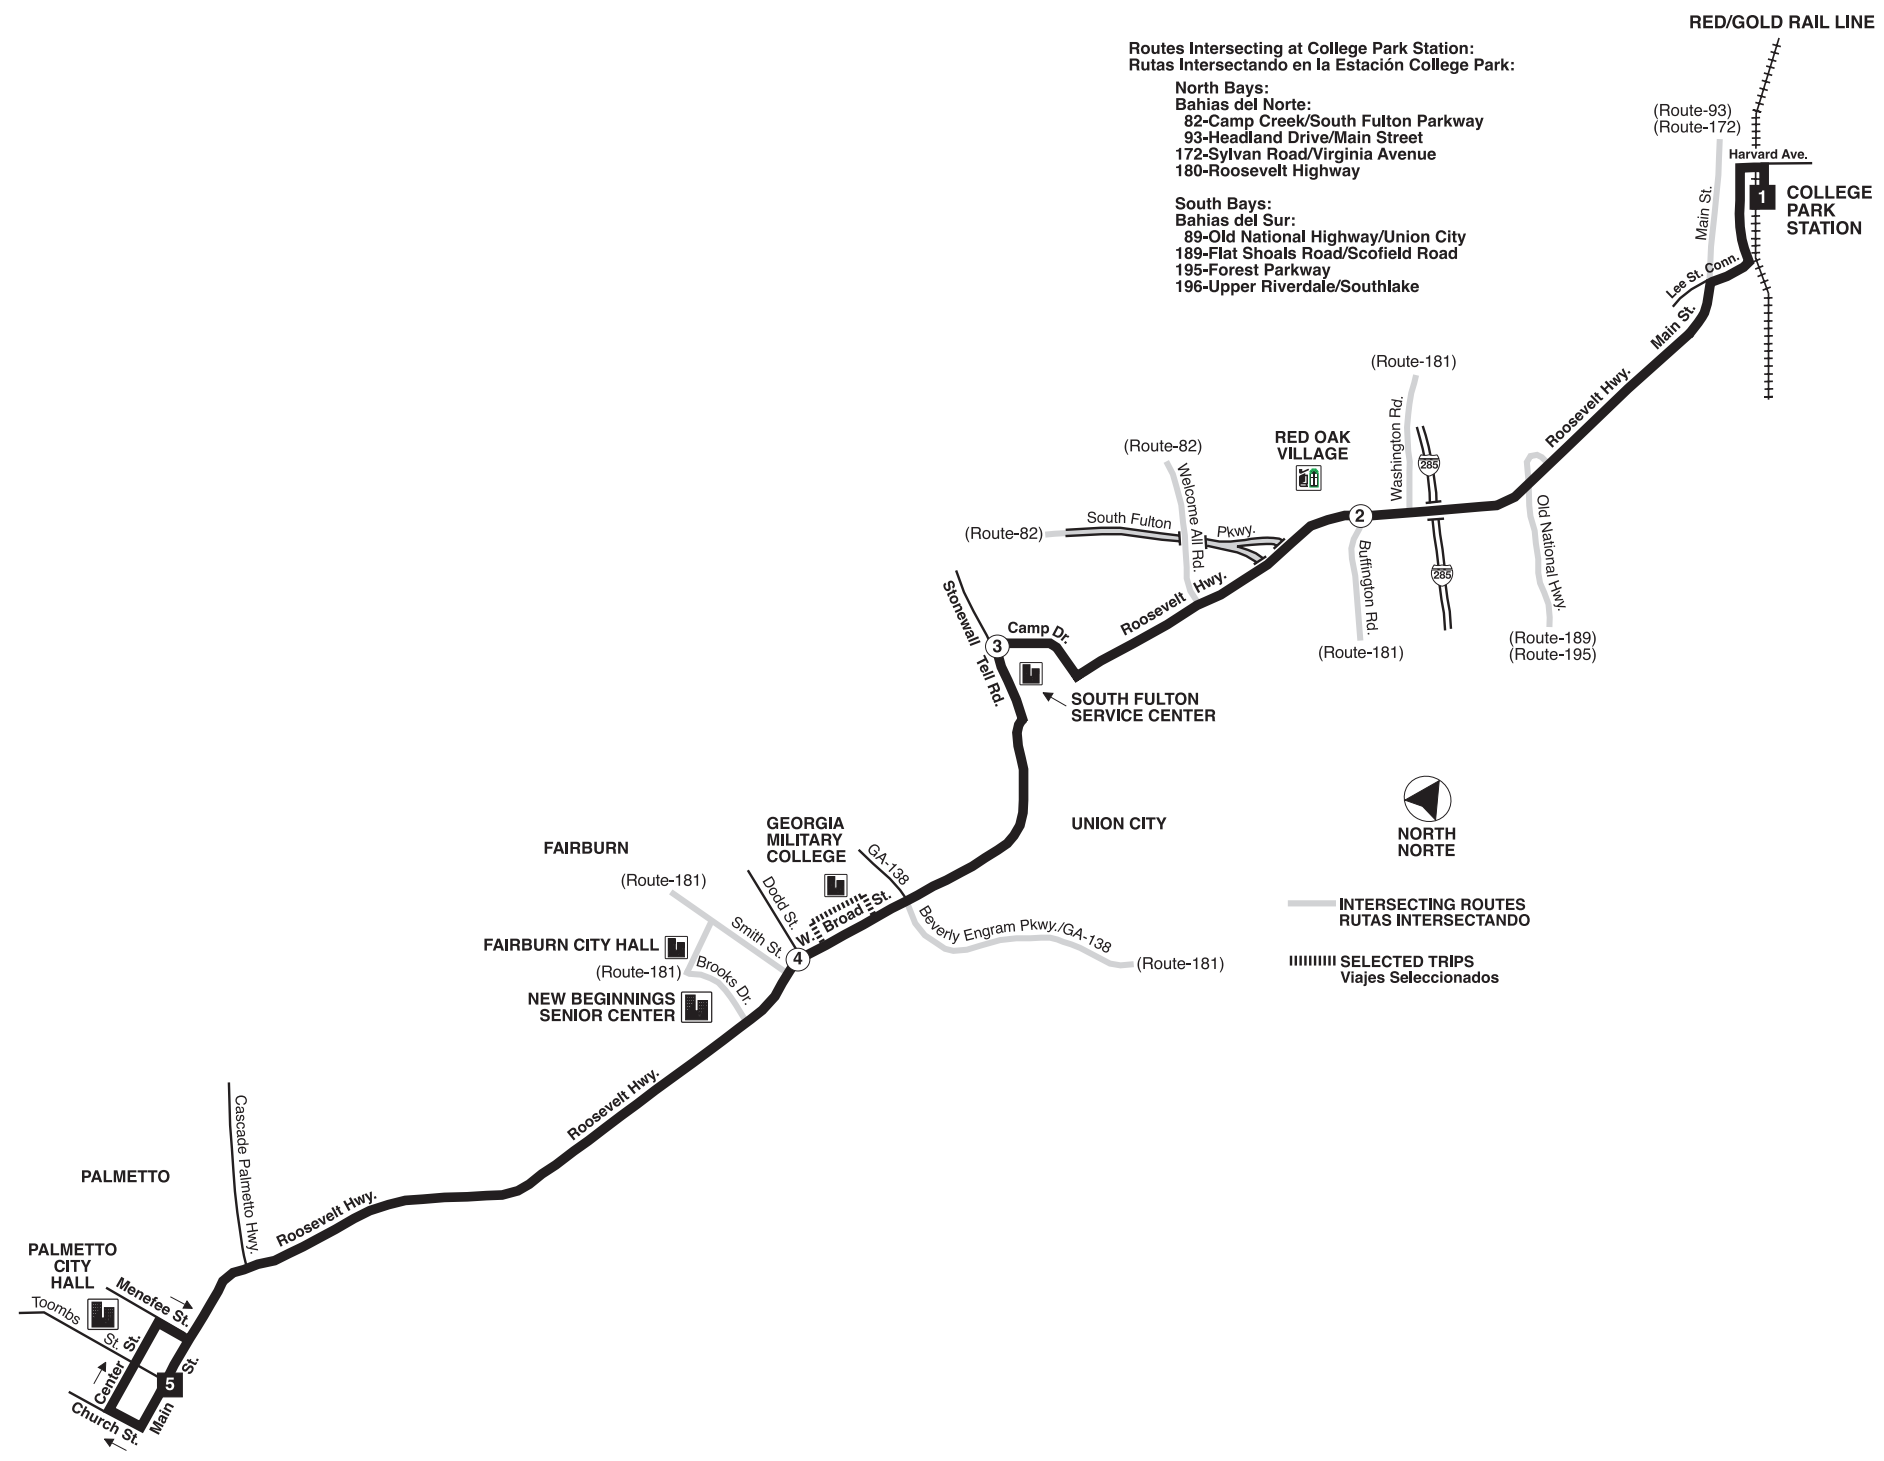 RED/GOLD RAIL LINE
Routes Intersecting at College Park Station:
Rutas Intersectando en la Estación College Park:
North Bays:
Bahias del Norte:
82-Camp Creek/South Fulton Parkway
93-Headland Drive/Main Street
172-Sylvan Road/Virginia Avenue
180-Roosevelt Highway
South Bays:
Bahias del Sur:
89-Old National Highway/Union City
189-Flat Shoals Road/Scofield Road
195-Forest Parkway
196-Upper Riverdale/Southlake
(Route-93)
(Route-172)
Harvard Ave.
1
COLLEGE
PARK
STATION
Main St.
Lee St. Conn.
Main St.
Roosevelt Hwy.
(Route-181)
Washington Rd.
285
RED OAK
VILLAGE
(Route-82)
Welcome All Rd.
(Route-82)
South Fulton
Pkwy.
2
Old National Hwy.
285
Buffington Rd.
Roosevelt Hwy.
(Route-181)
(Route-189)
(Route-195)
Stonewall
Tell Rd.
3
Camp Dr.
SOUTH FULTON
SERVICE CENTER
UNION CITY
NORTH
NORTE
GEORGIA
MILITARY
COLLEGE
FAIRBURN
(Route-181)
GA-138
Dodd St.
W. Broad St.
Smith St.
Beverly Engram Pkwy./GA-138
(Route-181)
INTERSECTING ROUTES
RUTAS INTERSECTANDO
SELECTED TRIPS
Viajes Seleccionados
FAIRBURN CITY HALL
4
(Route-181)
Brooks Dr.
NEW BEGINNINGS
SENIOR CENTER
Roosevelt Hwy.
Cascade Palmetto Hwy.
PALMETTO
Roosevelt Hwy.
PALMETTO
CITY
HALL
Menefee St.
Toombs St.
Center St.
5
Main St.
Church St.